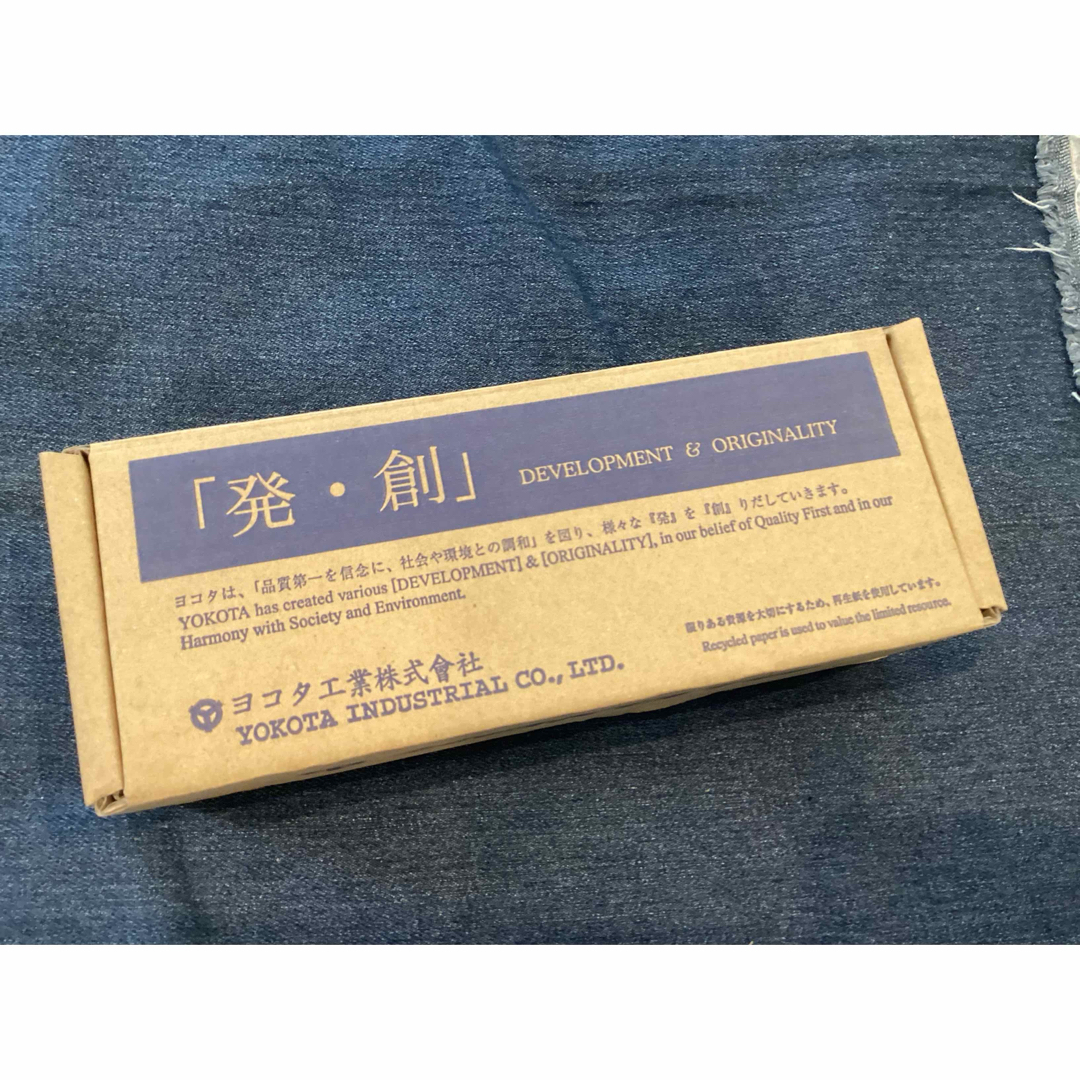 「発・創」 DEVELOPMENT & ORIGINALITY
ヨコタは、「品質第一を信念に、社会や環境との調和」を図り、様々な『発』を『創』りだしていきます。
YOKOTA has created various [DEVELOPMENT] & [ORIGINALITY], in our belief of Quality First and in our
Harmony with Society and Environment.
限りある資源を大切にするため、再生紙を使用しています。
Recycled paper is used to value the limited resource.
ヨコタ工業株式會社
YOKOTA INDUSTRIAL CO., LTD.